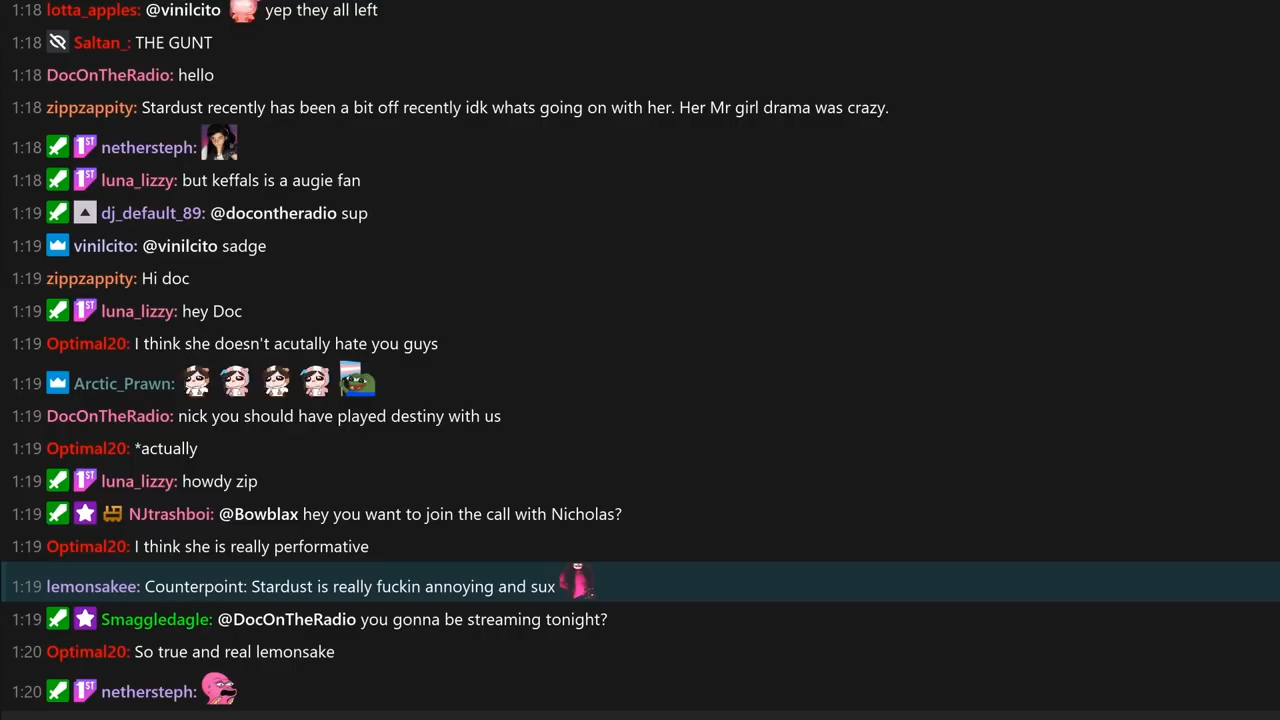 1:18 lotta_apples: @vinilcito yep they all left
1:18 Saltan_: THE GUNT
1:18 DocOnTheRadio: hello
1:18 zippzappity: Stardust recently has been a bit off recently idk whats going on with her. Her Mr girl drama was crazy.
1:18 1ST nethersteph:
1:18 1ST luna_lizzy: but keffals is a augie fan
1:19 dj_default_89: @docontheradio sup
1:19 vinilcito: @vinilcito sadge
1:19 zippzappity: Hi doc
1:19 1ST luna_lizzy: hey Doc
1:19 Optimal20: I think she doesn't acutally hate you guys
1:19 Arctic_Prawn:
1:19 DocOnTheRadio: nick you should have played destiny with us
1:19 Optimal20: *actually
1:19 1ST luna_lizzy: howdy zip
1:19 NJtrashboi: @Bowblax hey you want to join the call with Nicholas?
1:19 Optimal20: I think she is really performative
1:19 lemonsakee: Counterpoint: Stardust is really fuckin annoying and sux
1:19 Smaggledagle: @DocOnTheRadio you gonna be streaming tonight?
1:20 Optimal20: So true and real lemonsake
1:20 1ST nethersteph: